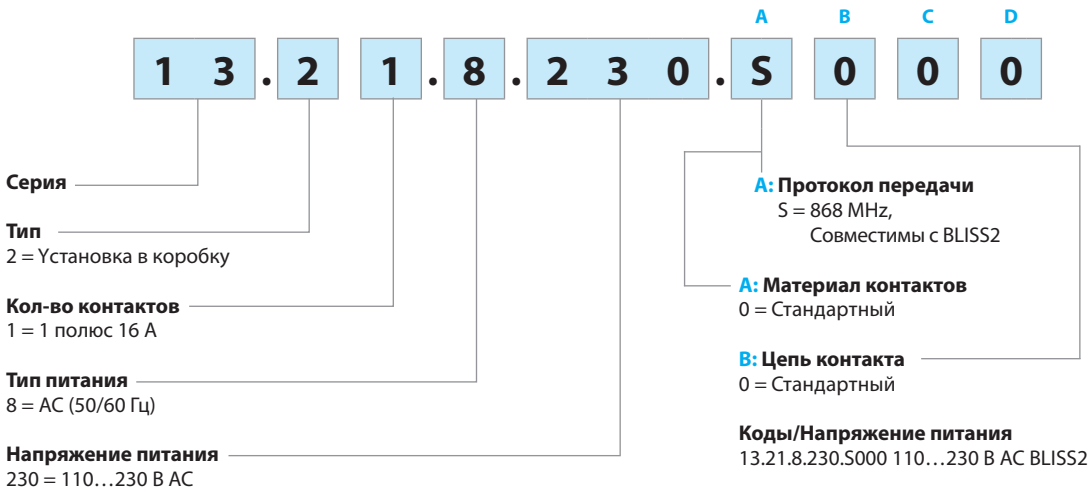 A B C D
1 3 . 2 1 . 8 . 2 3 0 . S 0 0 0
Серия
Тип
2 = Yстановка в коробку
Кол-во контактов
1 = 1 полюс 16 A
Тип питания
8 = AC (50/60 Гц)
Напряжение питания
230 = 110…230 В AC
A: Протокол передачи
S = 868 MHz,
Совместимы с BLISS2
A: Материал контактов
0 = Стандартный
B: Цепь контакта
0 = Стандартный
Коды/Напряжение питания
13.21.8.230.S000 110…230 В AC BLISS2